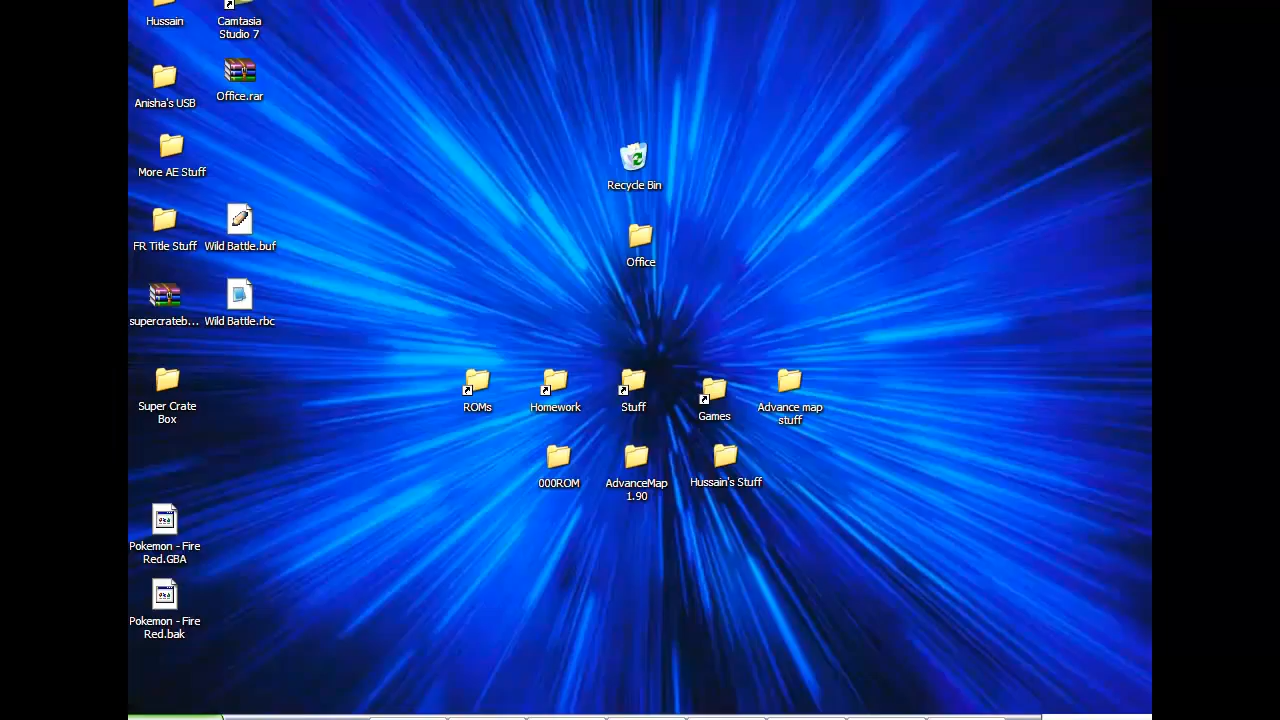 Hussain
Camtasia
Studio 7
Anisha's USB
Office.rar
More AE Stuff
Recycle Bin
FR Title Stuff
Wild Battle.buf
Office
supercrateb...
Wild Battle.rbc
Super Crate
Box
ROMs
Homework
Stuff
Games
Advance map
stuff
000ROM
AdvanceMap
1.90
Hussain's Stuff
Pokemon - Fire
Red.GBA
Pokemon - Fire
Red.bak